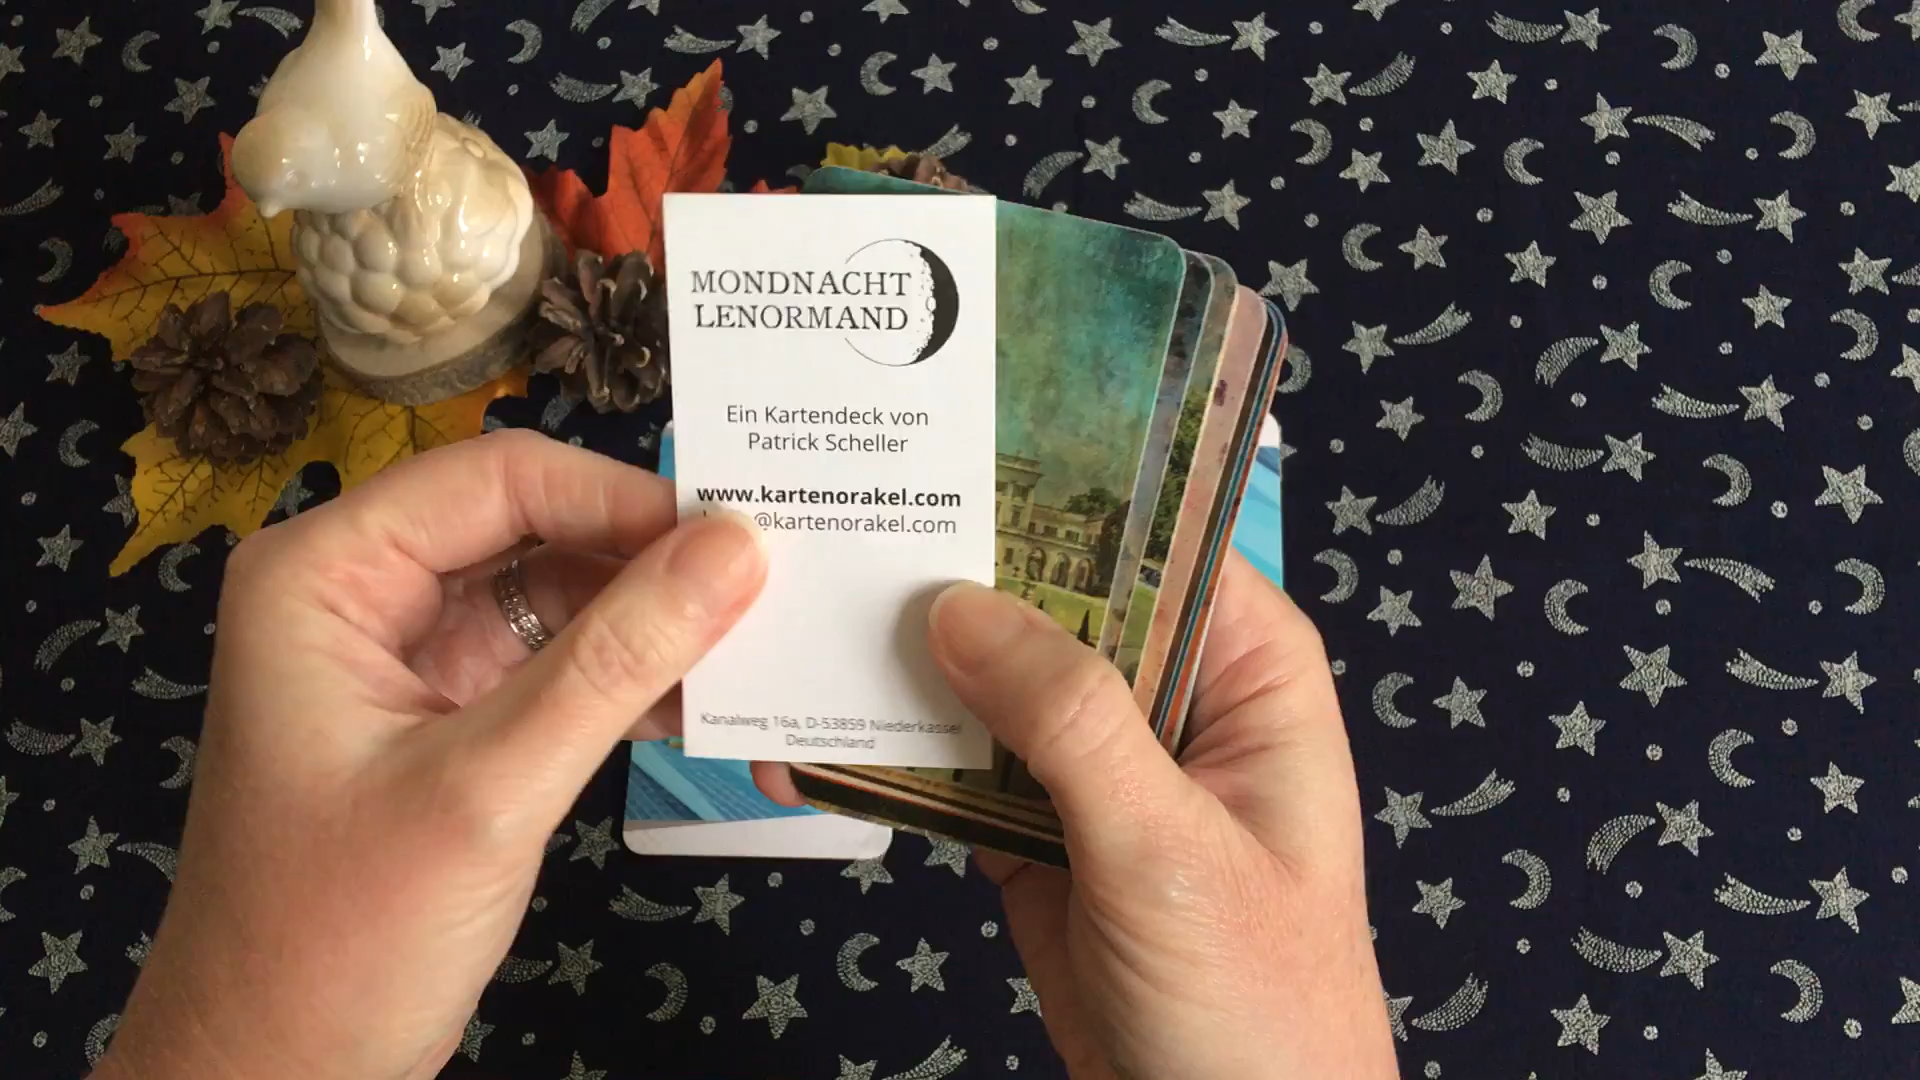 MONDNACHT
LENORMAND
Ein Kartendeck von
Patrick Scheller
www.kartenorakel.com
@kartenorakel.com
Kanalweg 16a, D-53859 Niederkassel
Deutschland